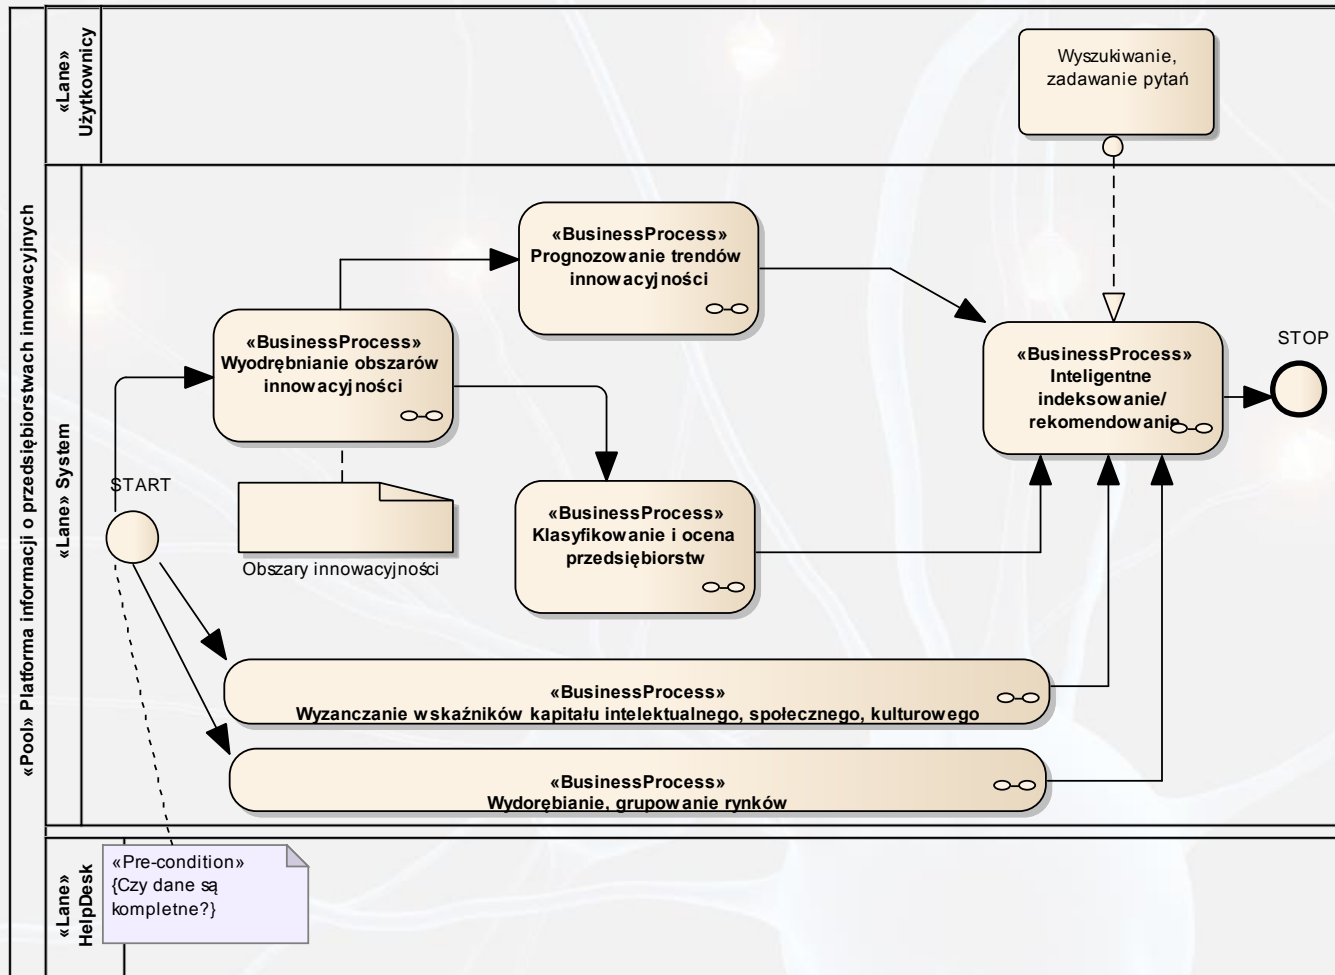 «Pool» Platforma informacji o przedsiębiorstwach innowacyjnych
«Lane»
Użytkownicy
Wyszukiwanie,
zadawanie pytań
«Lane» System
«BusinessProcess»
Prognozowanie trendów
innowacyjności
«BusinessProcess»
Wyodrębnianie obszarów
innowacyjności
«BusinessProcess»
Inteligentne
indeksowanie/
rekomendowanie
STOP
START
«BusinessProcess»
Klasyfikowanie i ocena
przedsiębiorstw
Obszary innowacyjności
«BusinessProcess»
Wyzanczanie wskaźników kapitału intelektualnego, społecznego, kulturowego
«BusinessProcess»
Wydorębianie, grupowanie rynków
«Lane»
HelpDesk
«Pre-condition»
{Czy dane są
kompletne?}